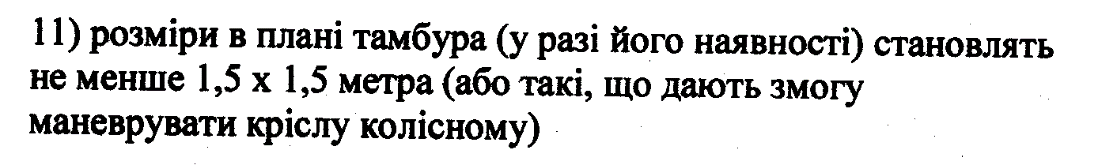 11) розміри в плані тамбура (у разі його наявності) становлять
не менше 1,5 х 1,5 метра (або такі, що дають змогу
маневрувати кріслу колісному)